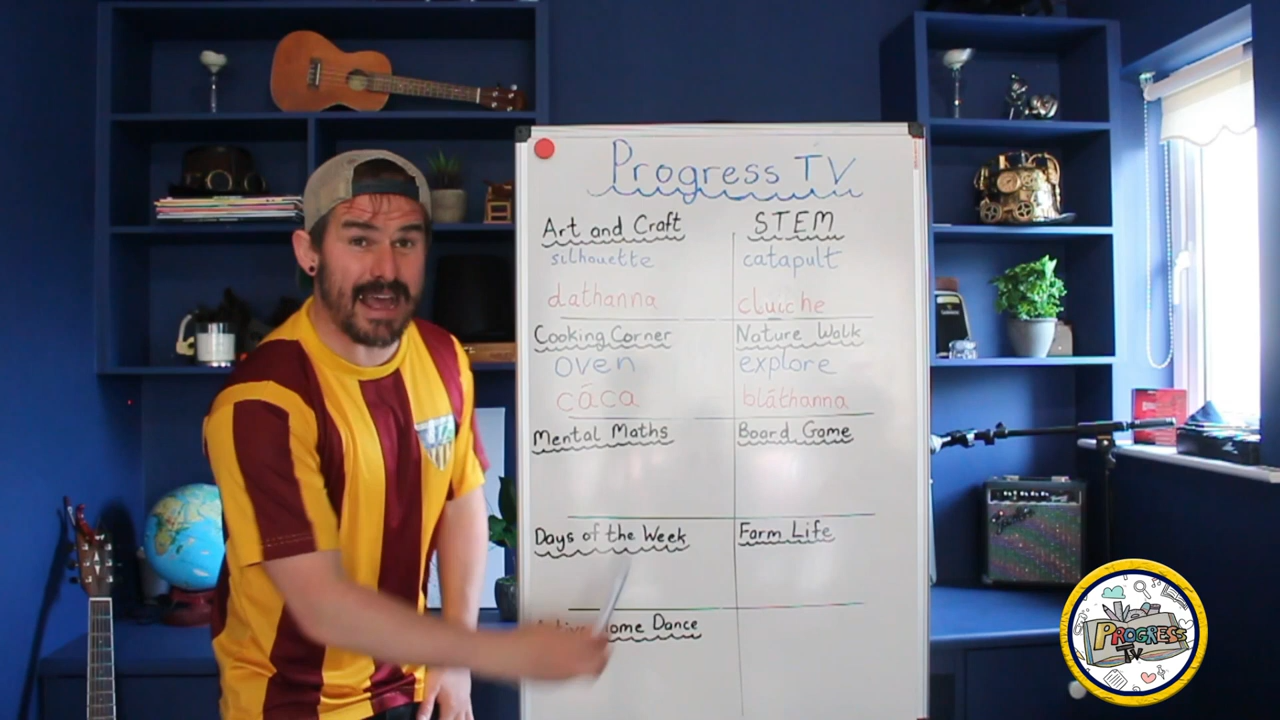 Progress TV
Art and Craft
silhouette
dathanna
STEM
catapult
cluiche
Cooking Corner
oven
cáca
Nature Walk
explore
bláthanna
Mental Maths
Board Game
Days of the Week
Farm Life
Home Dance
PROGRESS
TV